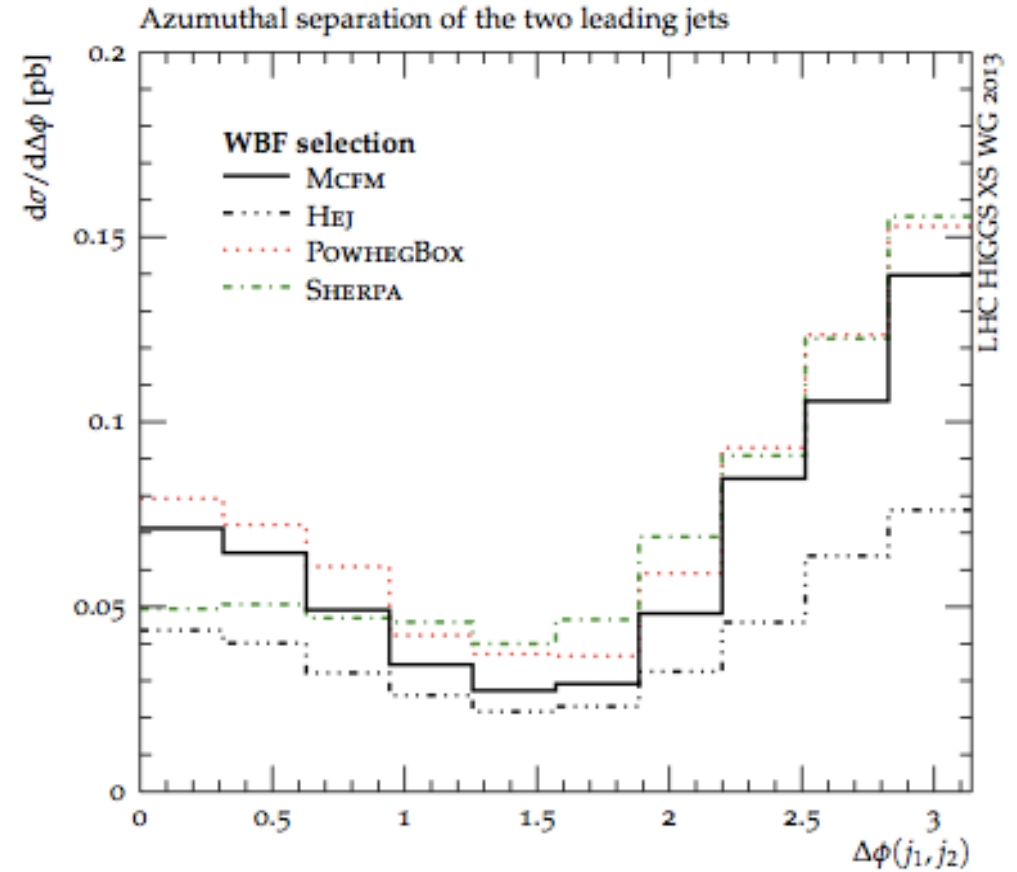 Azumuthal separation of the two leading jets
dσ/dΔφ [pb]
0.2
0.15
0.1
0.05
0
WBF selection
MCFM
HEJ
POWHEGBOX
SHERPA
LHC HIGGS XS WG 2013
0 0.5 1 1.5 2 2.5 3
Δφ(j₁, j₂)